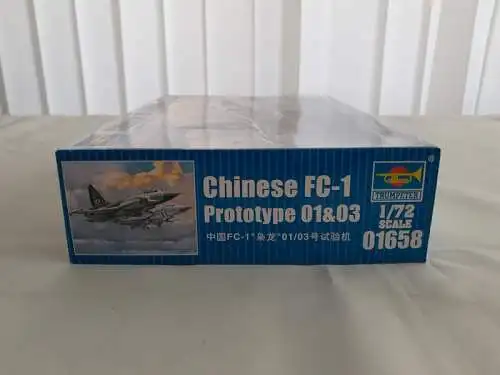 Chinese FC-1
Prototype 01&03
中国FC-1"枭龙"01/03号试验机
®
TRUMPETER
1/72
SCALE
01658